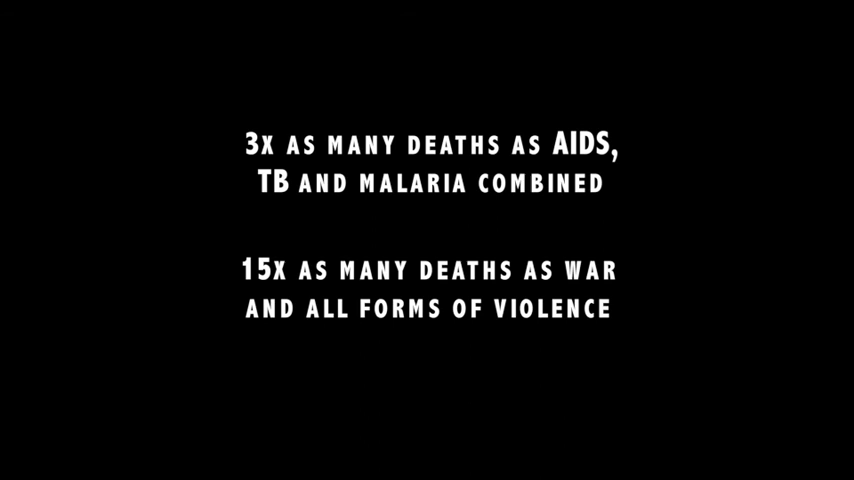 3X AS MANY DEATHS AS AIDS,
TB AND MALARIA COMBINED
15X AS MANY DEATHS AS WAR
AND ALL FORMS OF VIOLENCE